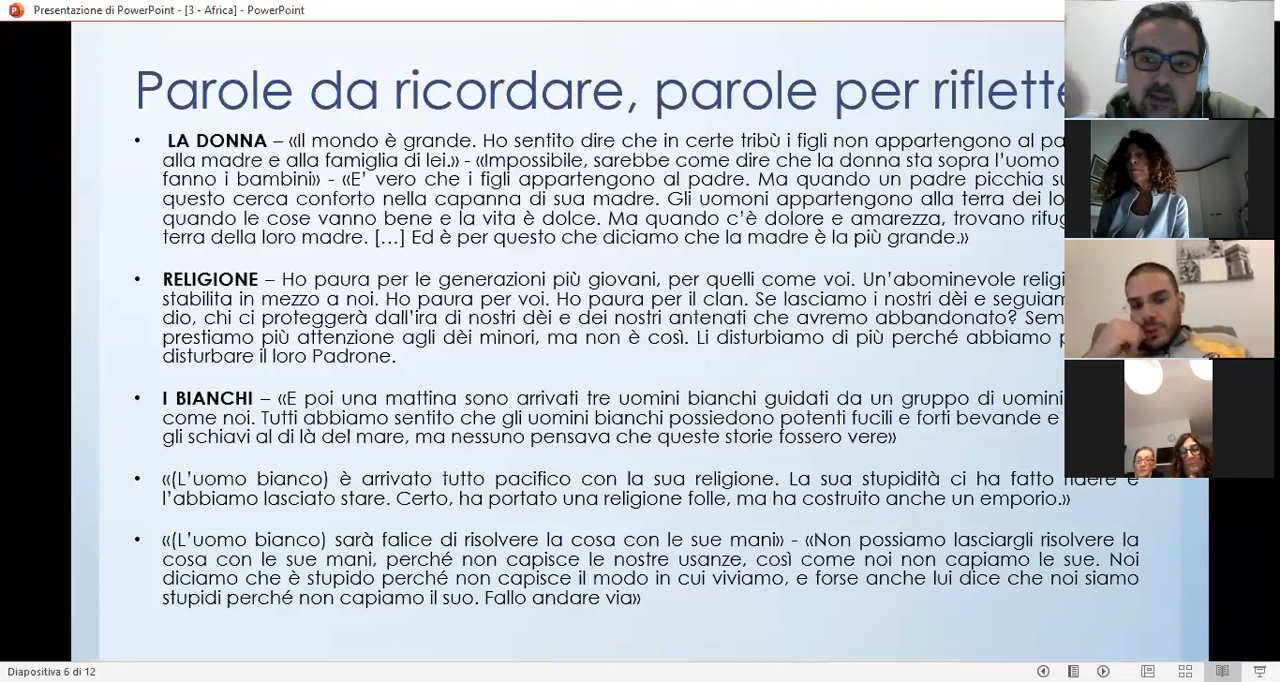 Presentazione di PowerPoint - [3 - Africa] - PowerPoint
Parole da ricordare, parole per riflette
• LA DONNA – «Il mondo è grande. Ho sentito dire che in certe tribù i figli non appartengono al pa
alla madre e alla famiglia di lei.» - «Impossibile, sarebbe come dire che la donna sta sopra l’uomo
fanno i bambini» - «E’ vero che i figli appartengono al padre. Ma quando un padre picchia su
questo cerca conforto nella capanna di sua madre. Gli uomoni appartengono alla terra dei lo
quando le cose vanno bene e la vita è dolce. Ma quando c’è dolore e amarezza, trovano rifug
terra della loro madre. […] Ed è per questo che diciamo che la madre è la più grande.»
• RELIGIONE – Ho paura per le generazioni più giovani, per quelli come voi. Un’abominevole religi
stabilita in mezzo a noi. Ho paura per voi. Ho paura per il clan. Se lasciamo i nostri dèi e seguiam
dio, chi ci proteggerà dall’ira di nostri dèi e dei nostri antenati che avremo abbandonato? Sem
prestiamo più attenzione agli dèi minori, ma non è così. Li disturbiamo di più perché abbiamo p
disturbare il loro Padrone.
• I BIANCHI – «E poi una mattina sono arrivati tre uomini bianchi guidati da un gruppo di uomini
come noi. Tutti abbiamo sentito che gli uomini bianchi possiedono potenti fucili e forti bevande e
gli schiavi al di là del mare, ma nessuno pensava che queste storie fossero vere»
• «(L’uomo bianco) è arrivato tutto pacifico con la sua religione. La sua stupidità ci ha fatto ridere e
l’abbiamo lasciato stare. Certo, ha portato una religione folle, ma ha costruito anche un emporio.»
• «(L’uomo bianco) sarà falice di risolvere la cosa con le sue mani» - «Non possiamo lasciargli risolvere la
cosa con le sue mani, perché non capisce le nostre usanze, così come noi non capiamo le sue. Noi
diciamo che è stupido perché non capisce il modo in cui viviamo, e forse anche lui dice che noi siamo
stupidi perché non capiamo il suo. Fallo andare via»
Diapositiva 6 di 12